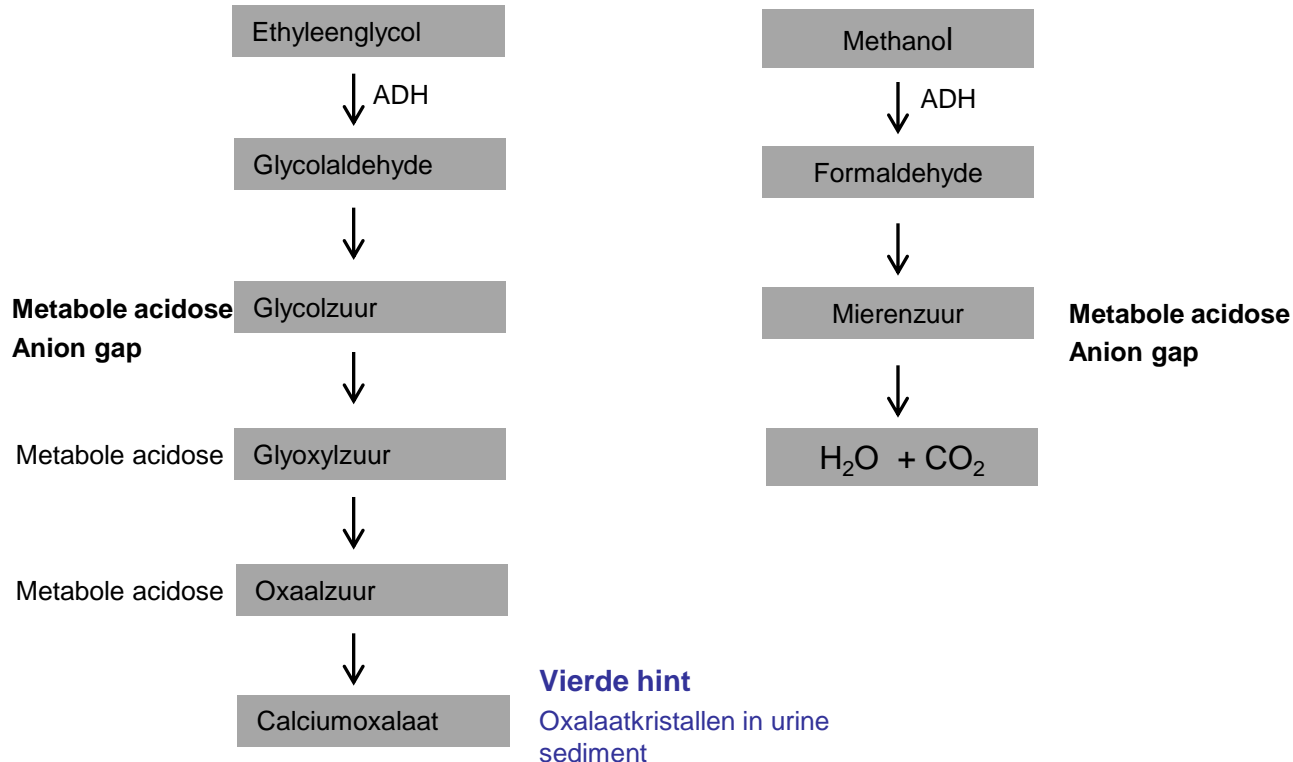 Ethyleenglycol
ADH
Glycolaldehyde
Metabole acidose
Anion gap
Glycolzuur
Metabole acidose
Glyoxylzuur
Metabole acidose
Oxaalzuur
Calciumoxalaat
Vierde hint
Oxalaatkristallen in urine
sediment
Methanol
ADH
Formaldehyde
Mierenzuur
Metabole acidose
Anion gap
H₂O + CO₂